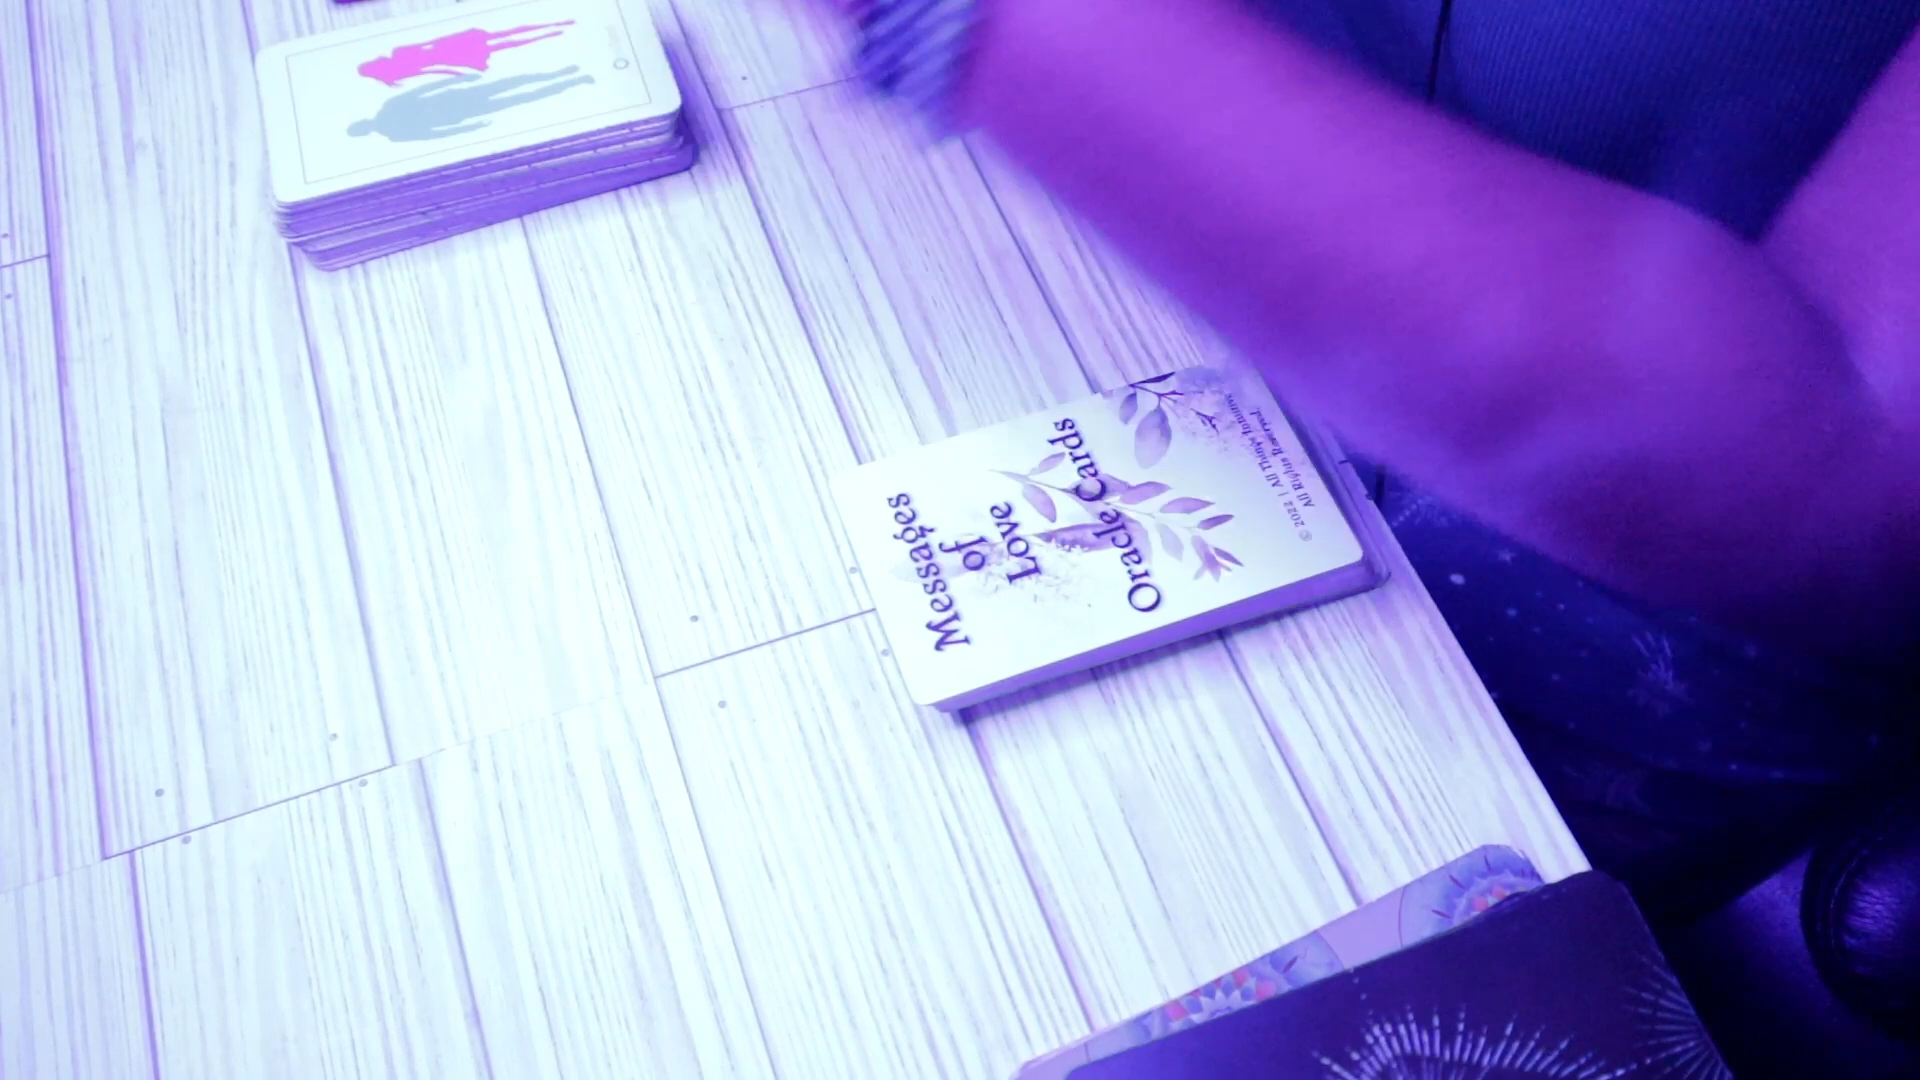 Messages
of
Love
Oracle Cards
© 2022 | All Things Intuitive
All Rights Reserved.